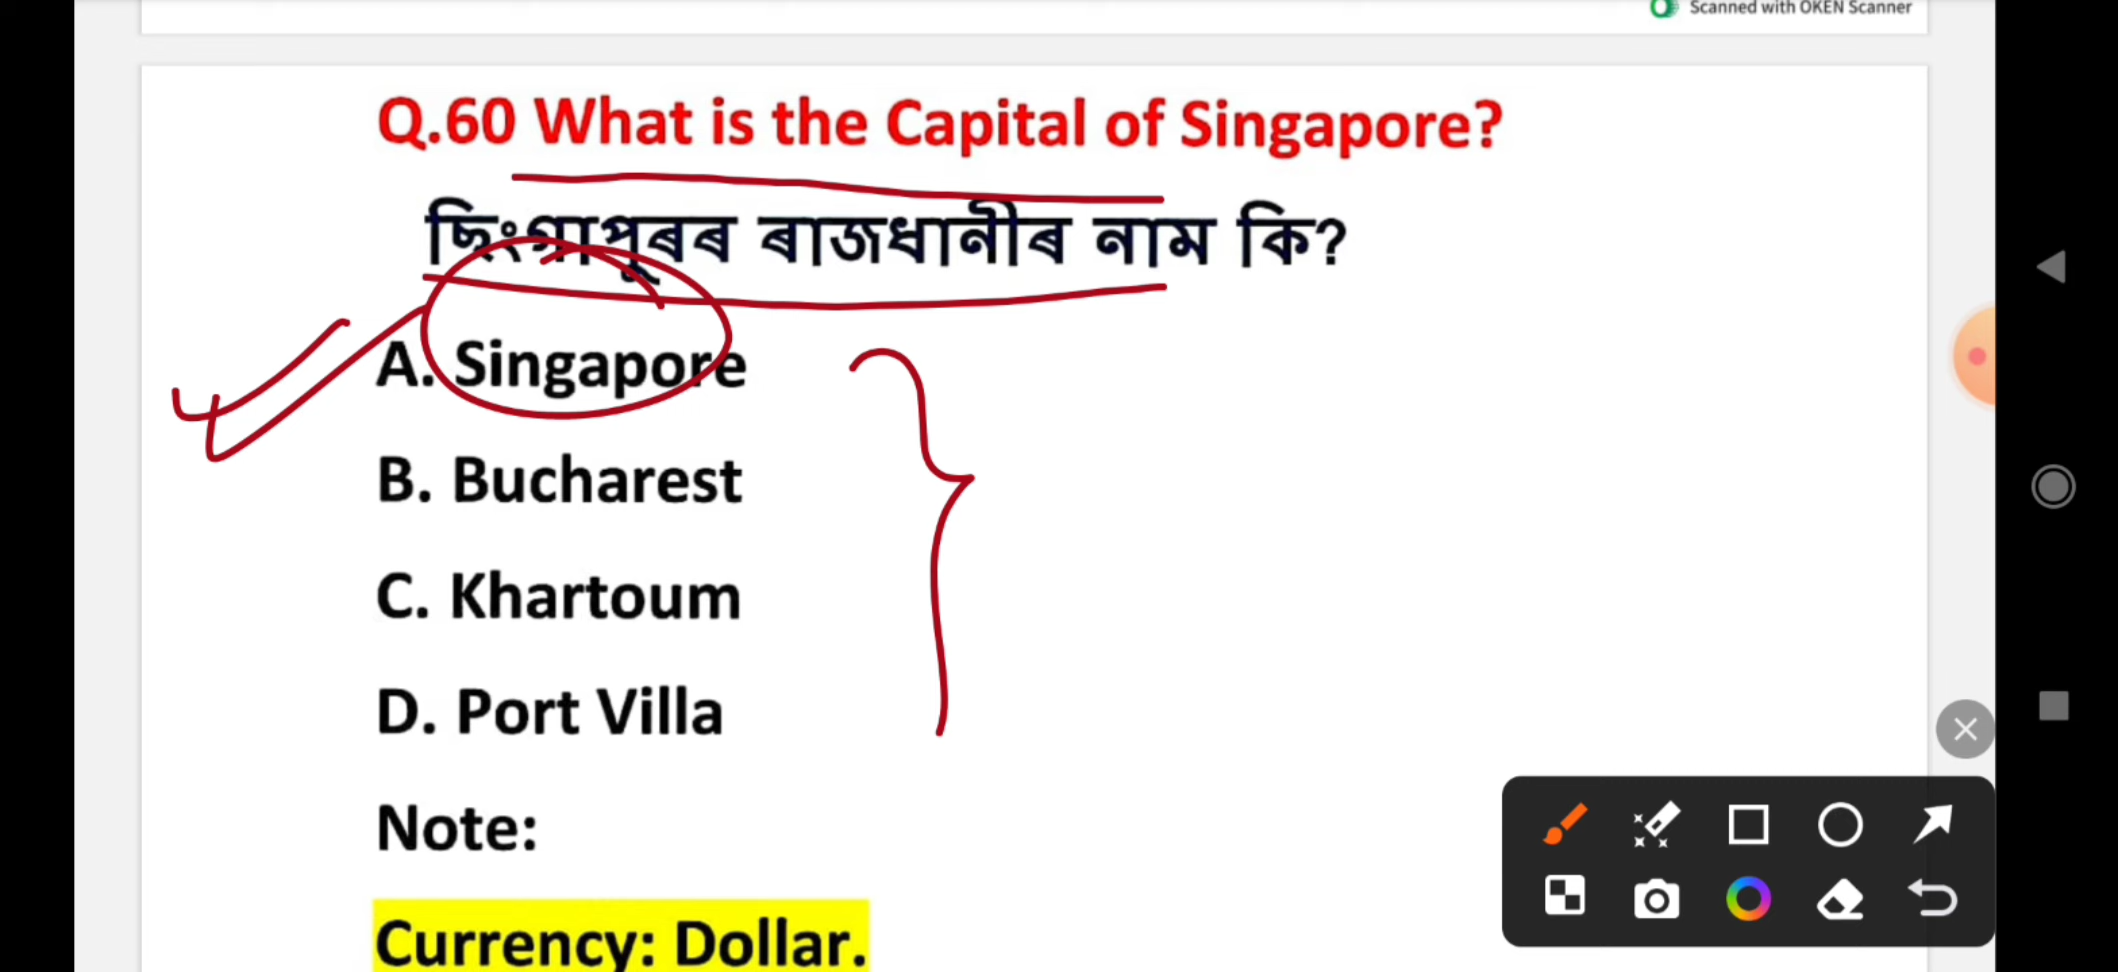 Scanned with OKEN Scanner
Q.60 What is the Capital of Singapore?
ছিংগাপূৰৰ ৰাজধানীৰ নাম কি?
A. Singapore
B. Bucharest
C. Khartoum
D. Port Villa
Note:
Currency: Dollar.